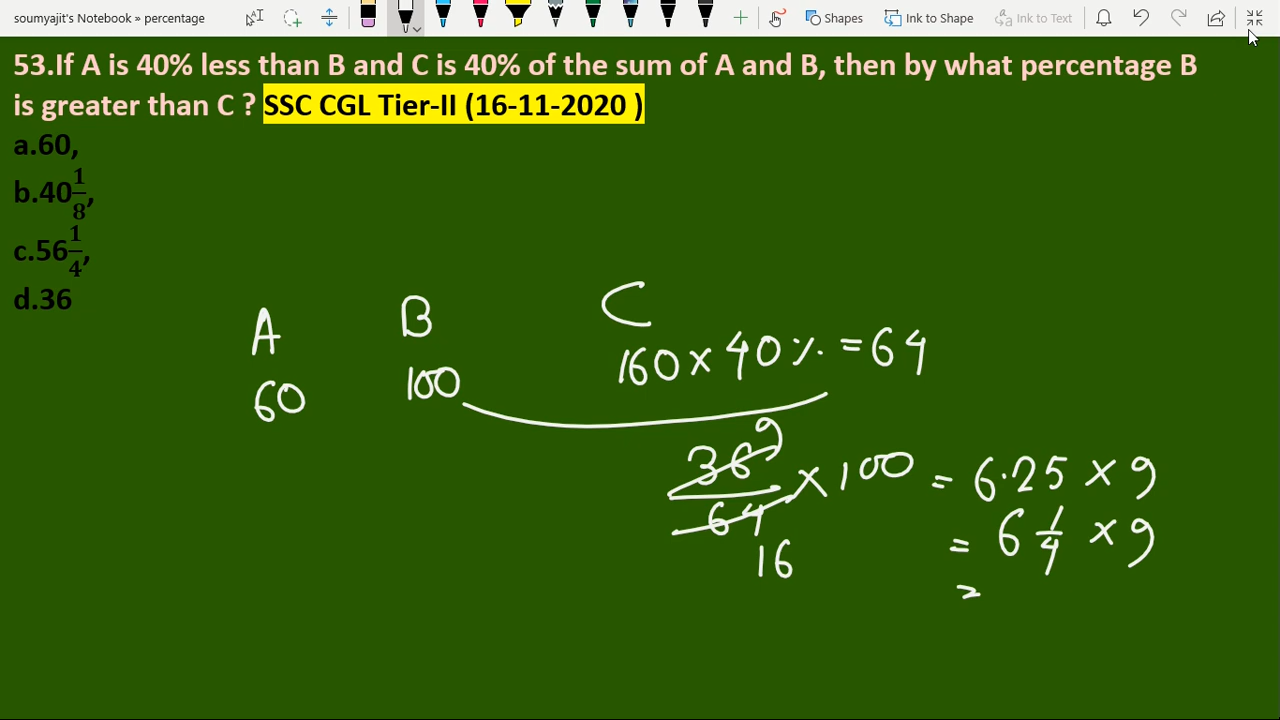 soumyajit's Notebook » percentage
Shapes
Ink to Shape
Ink to Text
53.If A is 40% less than B and C is 40% of the sum of A and B, then by what percentage B
is greater than C ? SSC CGL Tier-II (16-11-2020 )
a.60,
b.40 1/8,
c.56 1/4,
d.36
A B C
60 100 160 × 40% = 64
36/64 × 100 = 6.25 × 9
9
16
= 6 1/4 × 9
=